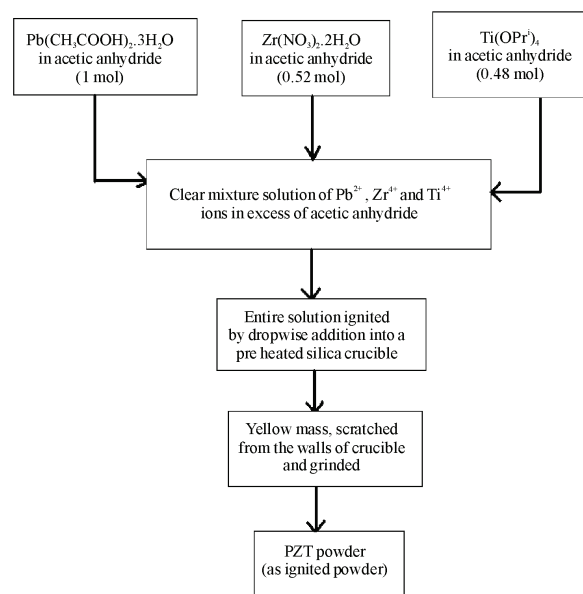 Pb(CH₃COOH)₂.3H₂O
in acetic anhydride
(1 mol)
Zr(NO₃)₂.2H₂O
in acetic anhydride
(0.52 mol)
Ti(OPrⁱ)₄
in acetic anhydride
(0.48 mol)
Clear mixture solution of Pb²⁺, Zr⁴⁺ and Ti⁴⁺
ions in excess of acetic anhydride
Entire solution ignited
by dropwise addition into a
pre heated silica crucible
Yellow mass, scratched
from the walls of crucible
and grinded
PZT powder
(as ignited powder)